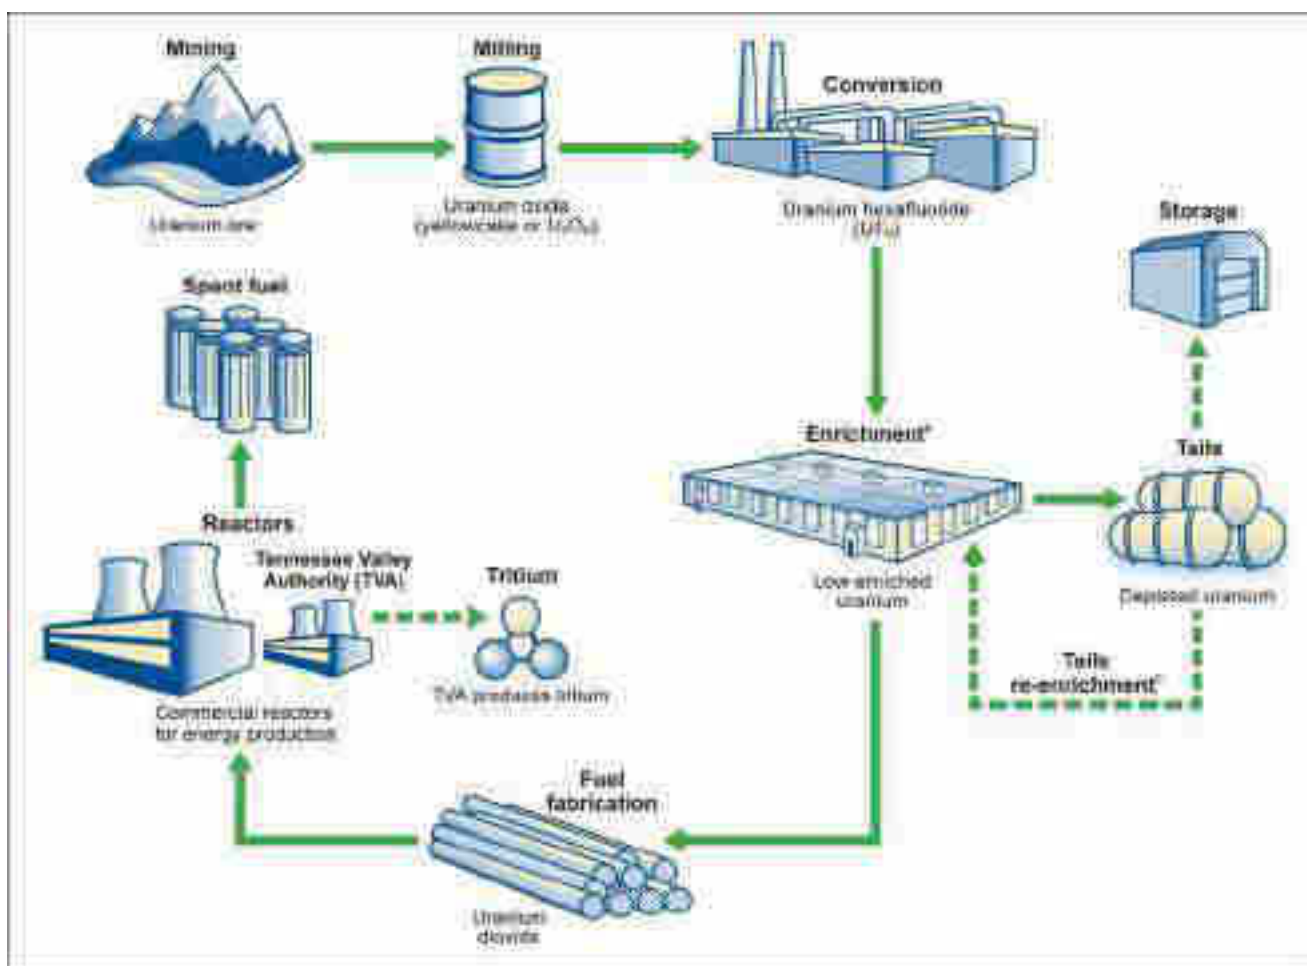 Mining
Milling
Conversion
Uranium ore
Uranium oxide
(yellowcake or U₃O₈)
Uranium hexafluoride
(UF₆)
Storage
Spent fuel
Enrichment
Tails
Reactors
Tennessee Valley
Authority (TVA)
Tritium
Low enriched
uranium
Depleted uranium
Tails
re-enrichment
TVA produces tritium
Commercial reactors
for energy production
Fuel
fabrication
Uranium
dioxide